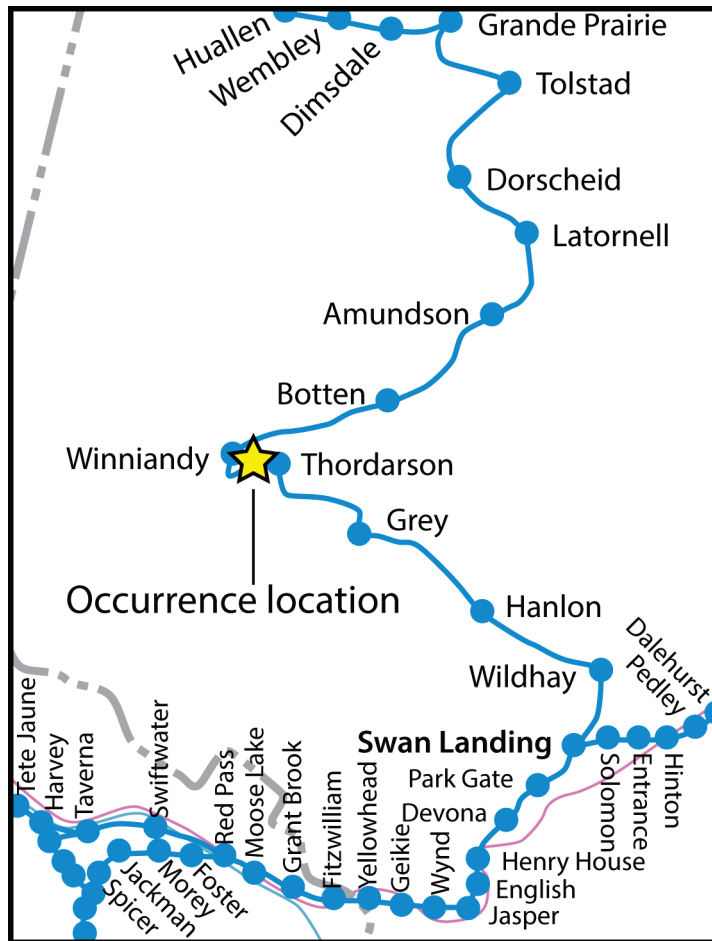 Huallen
Wembley
Dimsdale
Grande Prairie
Tolstad
Dorscheid
Latornell
Amundson
Botten
Winniandy
Thordarson
Grey
Occurrence location
Hanlon
Wildhay
Dalehurst
Pedley
Swan Landing
Solomon
Entrance
Hinton
Park Gate
Devona
Henry House
English
Jasper
Tete Jaune
Harvey
Taverna
Swiftwater
Red Pass
Moose Lake
Grant Brook
Fitzwilliam
Yellowhead
Geikie
Wynd
Foster
Morey
Jackman
Spicer